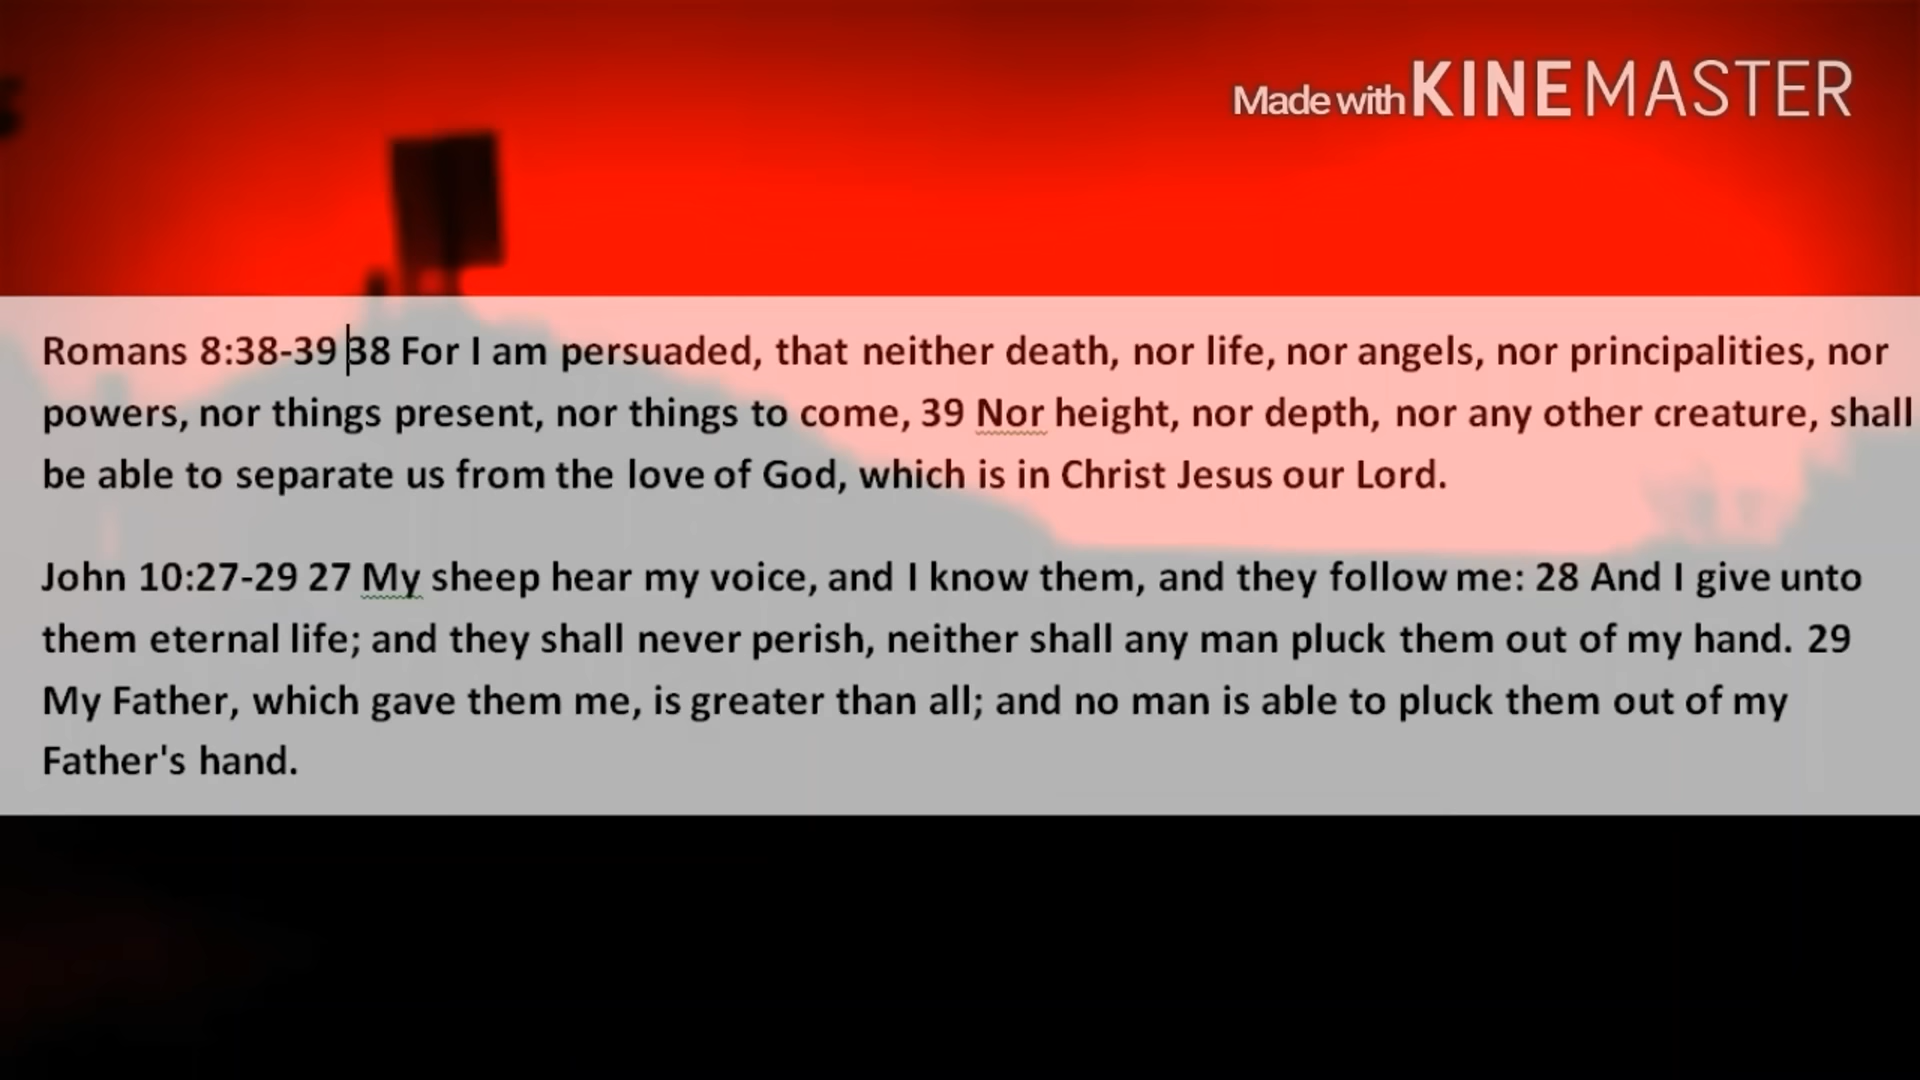 Made with KINEMASTER
Romans 8:38-39 38 For I am persuaded, that neither death, nor life, nor angels, nor principalities, nor
powers, nor things present, nor things to come, 39 Nor height, nor depth, nor any other creature, shall
be able to separate us from the love of God, which is in Christ Jesus our Lord.
John 10:27-29 27 My sheep hear my voice, and I know them, and they follow me: 28 And I give unto
them eternal life; and they shall never perish, neither shall any man pluck them out of my hand. 29
My Father, which gave them me, is greater than all; and no man is able to pluck them out of my
Father's hand.